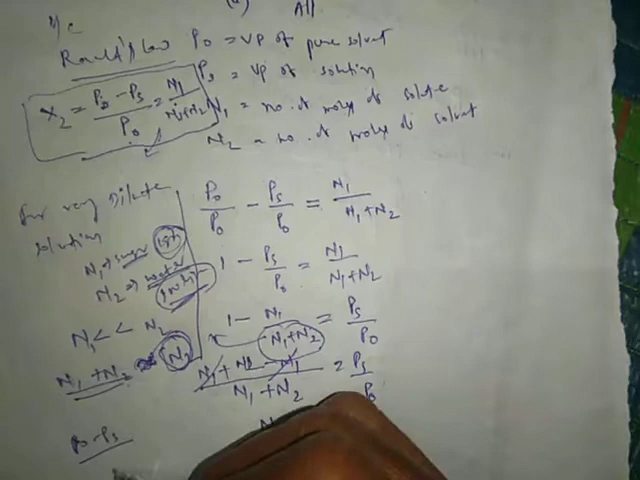 All
Raoult's law P0 = VP of pure solvent
Ps = VP of solution
X2 = P0 - Ps / P0 = N1 / N1+N2
N1 = no. of moles of solute
N2 = no. of moles of solvent
For very Dilute
solution
N1 → sugar
N2 → water
N1 << N2
N1 + N2
P0 - Ps
P0/P0 - Ps/P0 = N1 / N1+N2
1 - Ps/P0 = N1 / N1+N2
1 - N1 / N1+N2 = Ps/P0
N1 + N2 - N1 / N1+N2 = Ps/P0